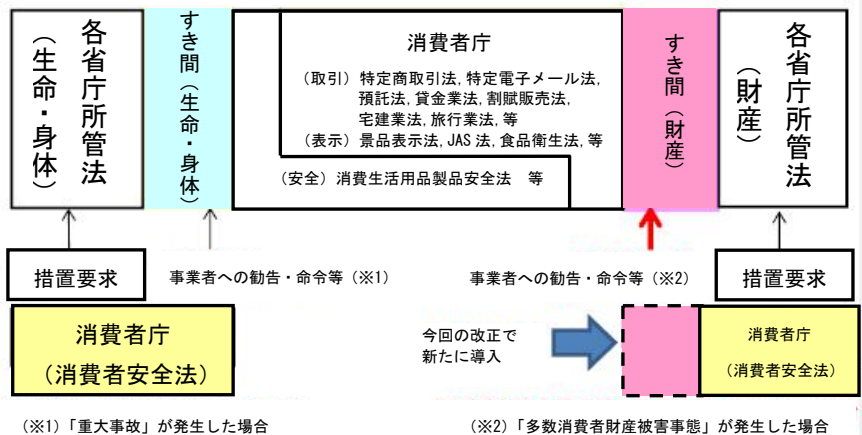 各省庁所管法
（生命・身体）
すき間（生命・身体）
消費者庁
（取引）特定商取引法，特定電子メール法，
預託法，貸金業法，割賦販売法，
宅建業法，旅行業法，等
（表示）景品表示法，JAS 法，食品衛生法，等
（安全）消費生活用品製品安全法　等
すき間（財産）
各省庁所管法
（財産）
措置要求
事業者への勧告・命令等（※1）
事業者への勧告・命令等（※2）
措置要求
消費者庁
（消費者安全法）
今回の改正で
新たに導入
消費者庁
（消費者安全法）
（※1）「重大事故」が発生した場合
（※2）「多数消費者財産被害事態」が発生した場合